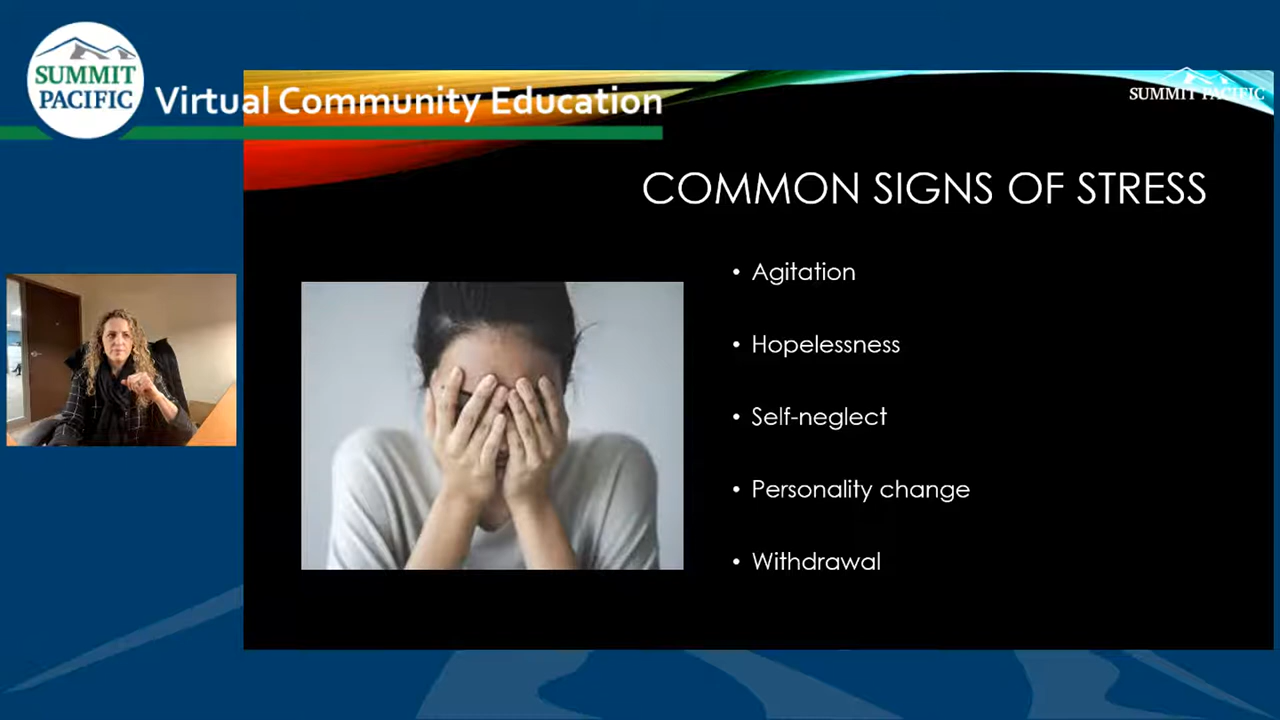 SUMMIT
PACIFIC
Virtual Community Education
SUMMIT PACIFIC
COMMON SIGNS OF STRESS
• Agitation
• Hopelessness
• Self-neglect
• Personality change
• Withdrawal